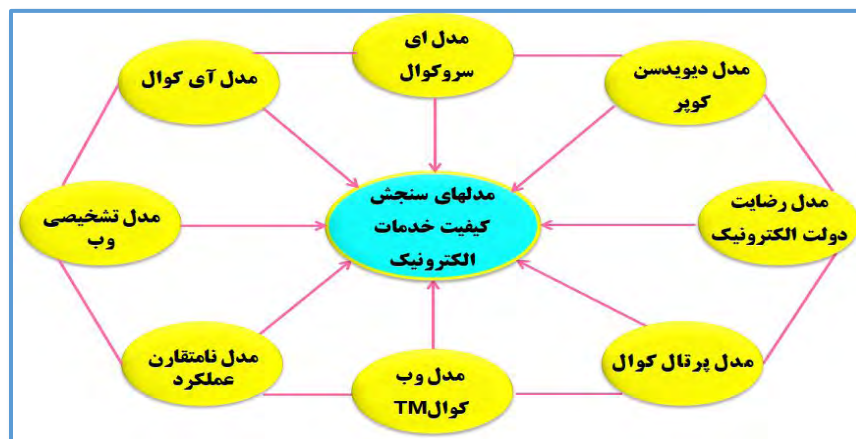 مدل ای
سروکوال
مدل دیویدسن
کوپر
مدل رضایت
دولت الکترونیک
مدل پرتال کوال
مدل وب
کوالTM
مدل نامتقارن
عملکرد
مدل تشخیصی
وب
مدل آی کوال
مدلهای سنجش
کیفیت خدمات
الکترونیک